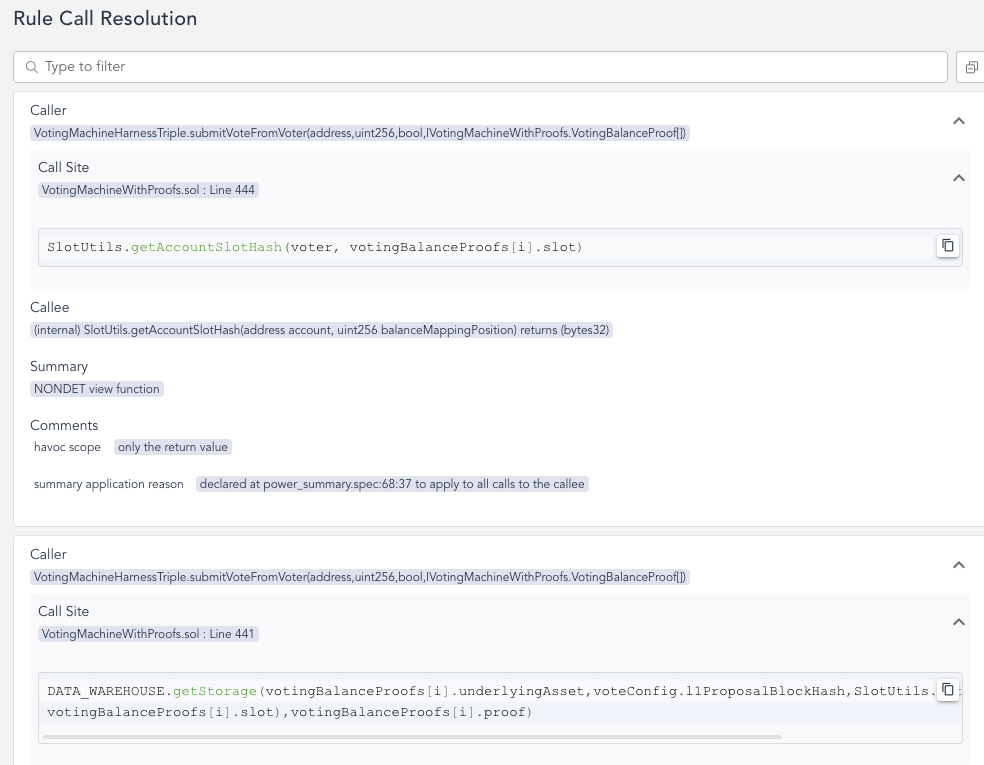 Rule Call Resolution
Type to filter
Caller
VotingMachineHarnessTriple.submitVoteFromVoter(address,uint256,bool,IVotingMachineWithProofs.VotingBalanceProof[])
Call Site
VotingMachineWithProofs.sol : Line 444
SlotUtils.getAccountSlotHash(voter, votingBalanceProofs[i].slot)
Callee
(internal) SlotUtils.getAccountSlotHash(address account, uint256 balanceMappingPosition) returns (bytes32)
Summary
NONDET view function
Comments
havoc scope only the return value
summary application reason declared at power_summary.spec:68:37 to apply to all calls to the callee
Caller
VotingMachineHarnessTriple.submitVoteFromVoter(address,uint256,bool,IVotingMachineWithProofs.VotingBalanceProof[])
Call Site
VotingMachineWithProofs.sol : Line 441
DATA_WAREHOUSE.getStorage(votingBalanceProofs[i].underlyingAsset,voteConfig.l1ProposalBlockHash,SlotUtils.
votingBalanceProofs[i].slot),votingBalanceProofs[i].proof)